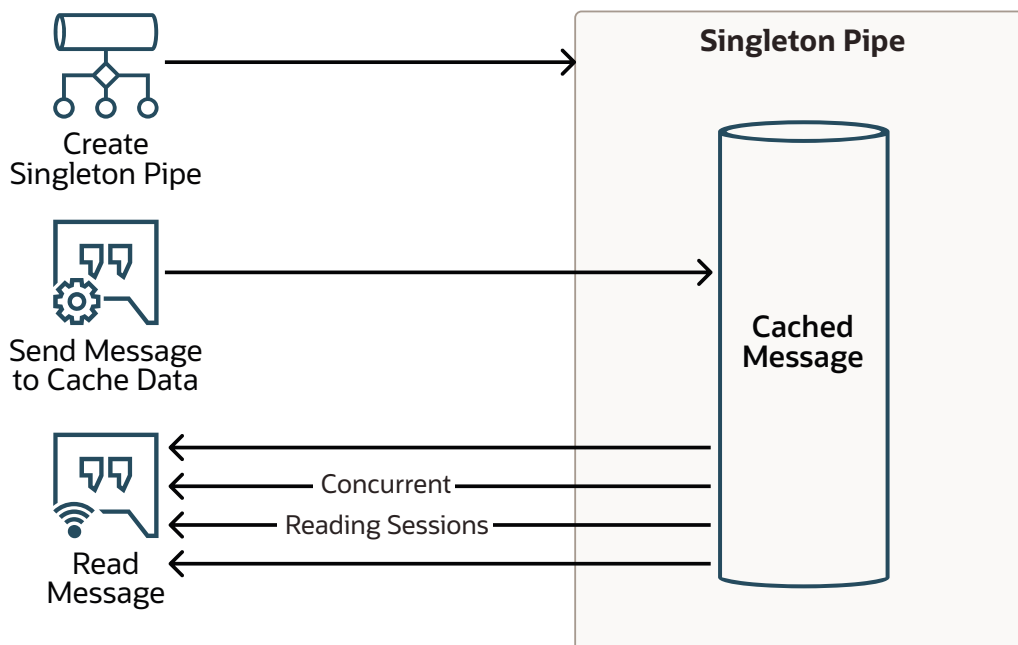 Singleton Pipe
Create
Singleton Pipe
Send Message
to Cache Data
Cached
Message
Concurrent
Reading Sessions
Read
Message